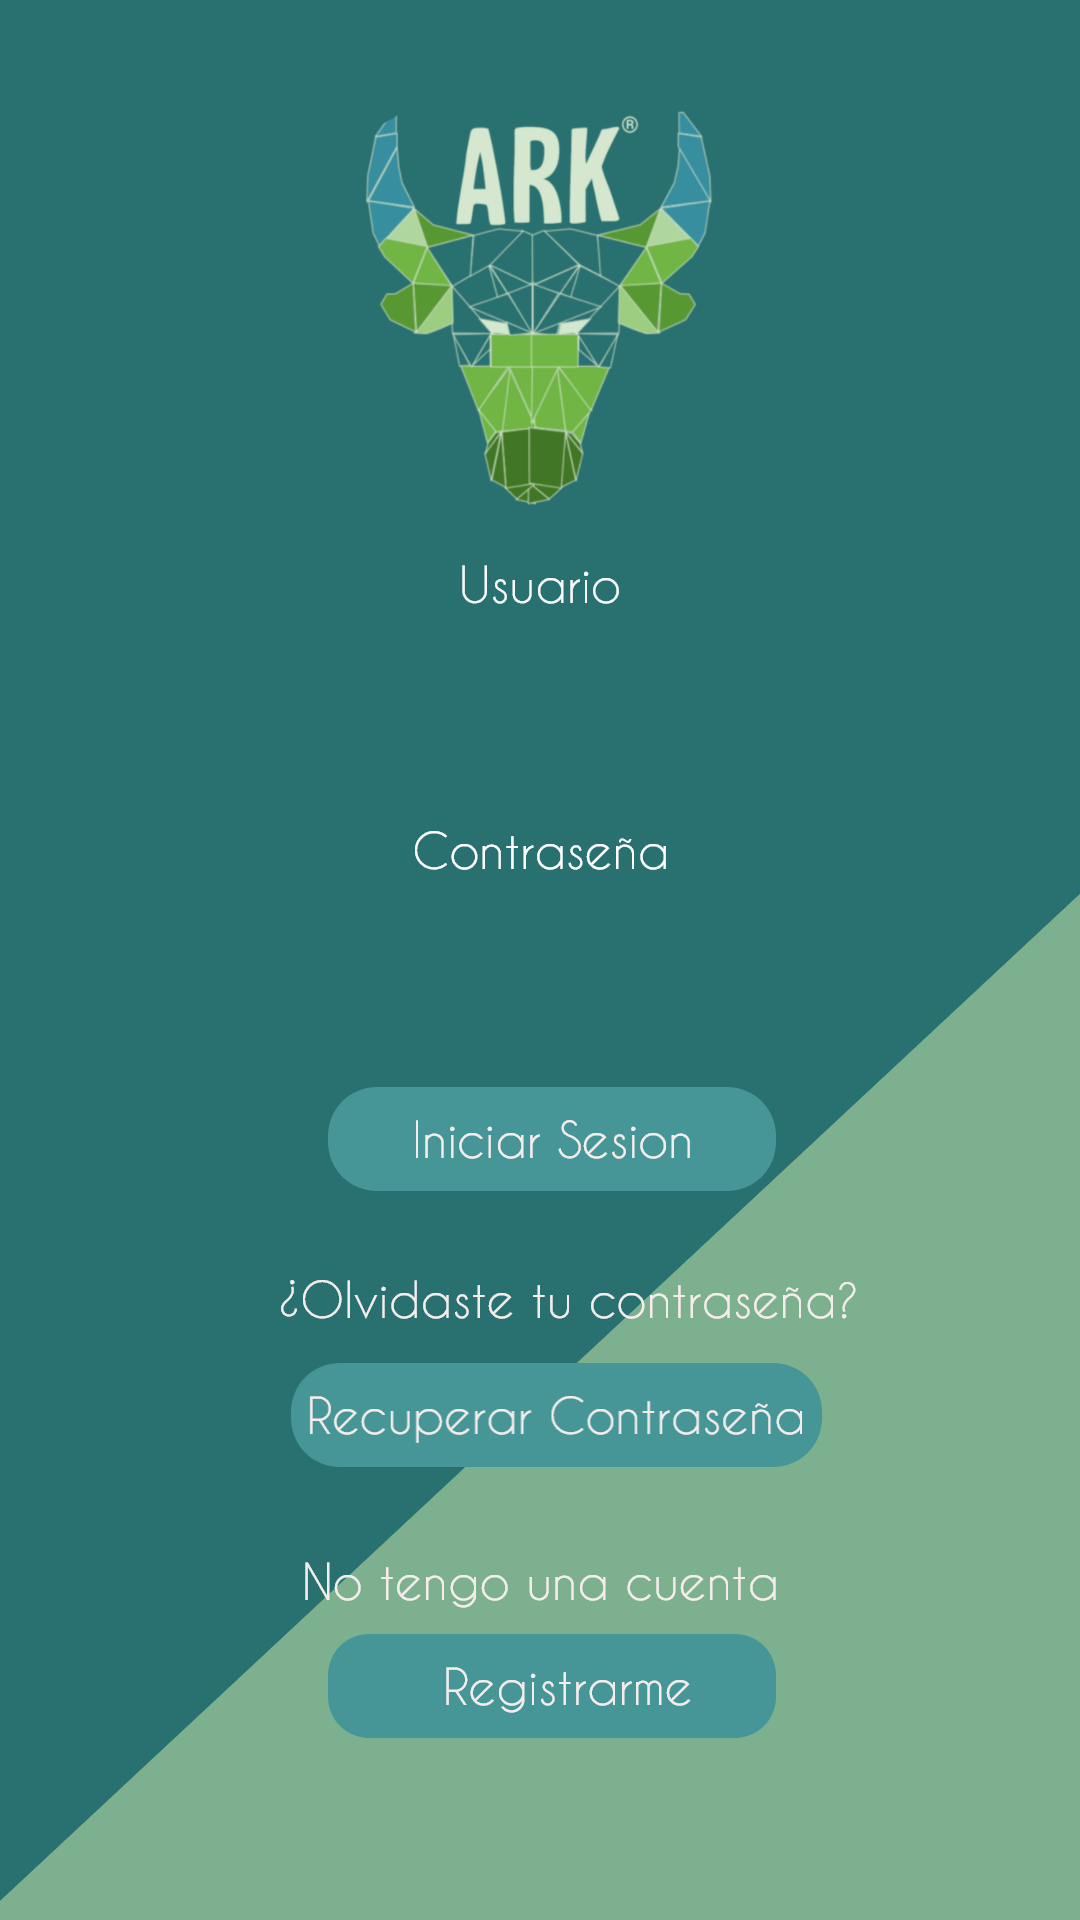 ARK®
Usuario
Contraseña
Iniciar Sesion
¿Olvidaste tu contraseña?
Recuperar Contraseña
No tengo una cuenta
Registrarme